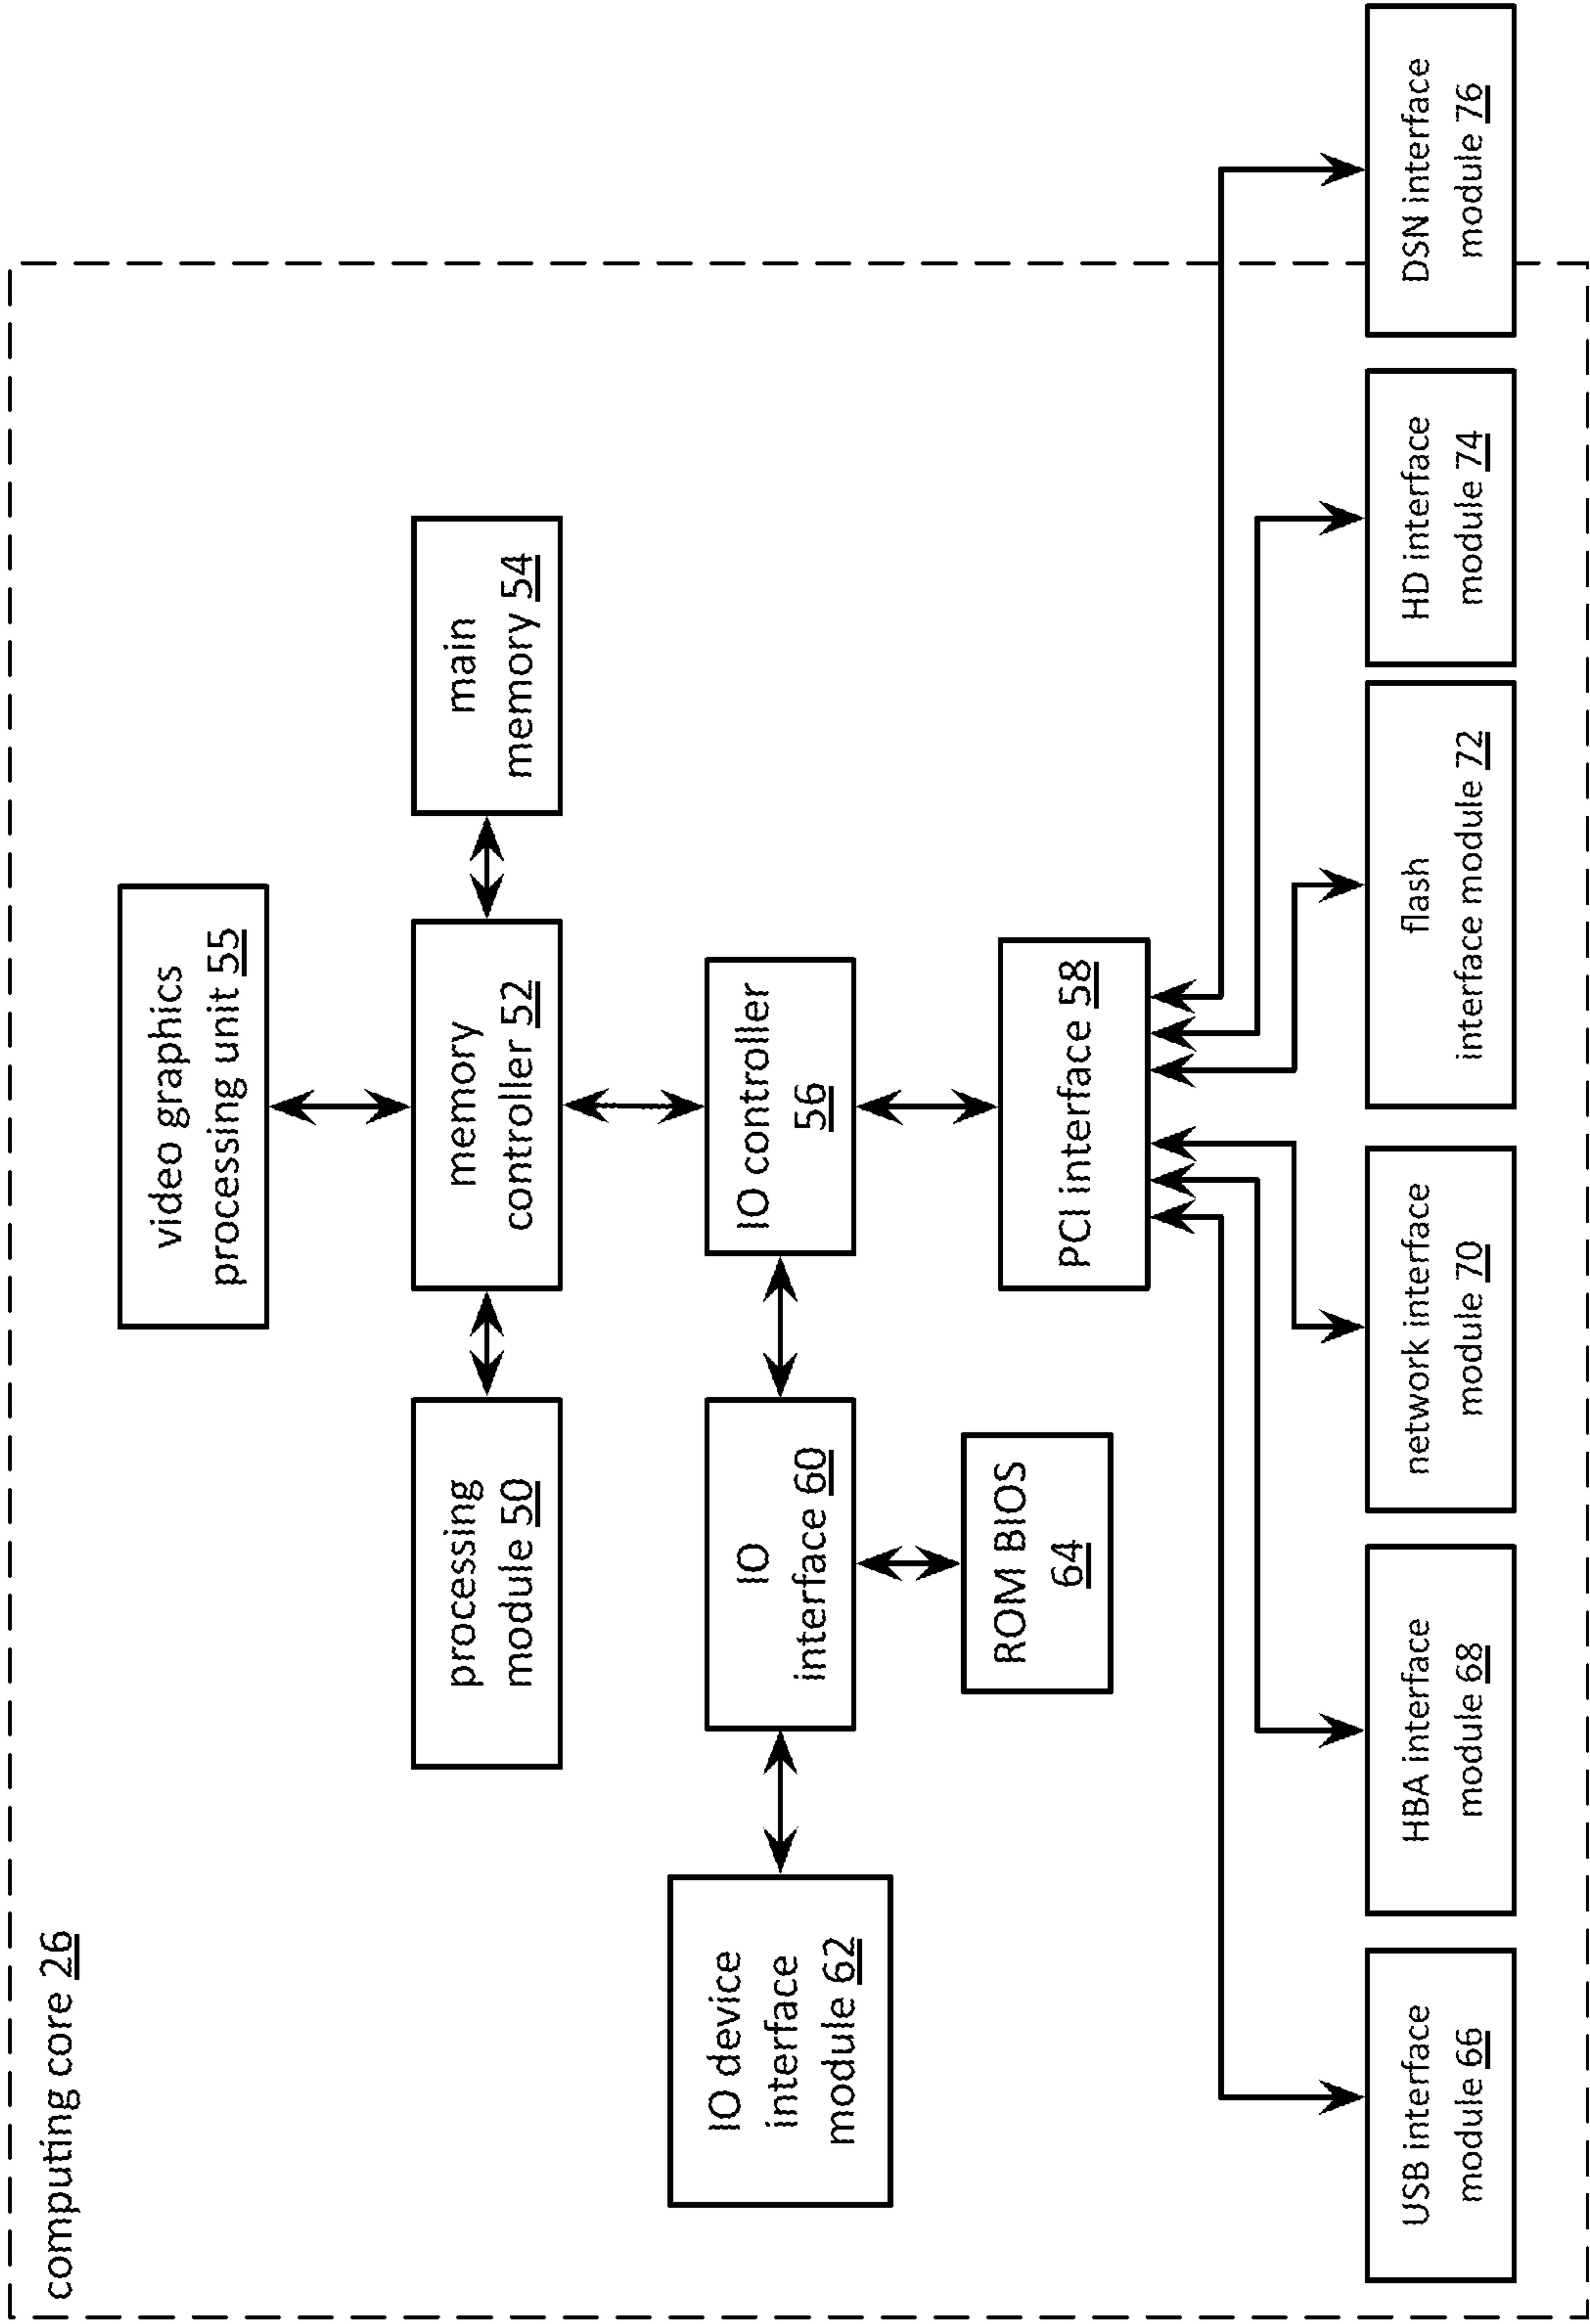 computing core 26
video graphics
processing unit 55
processing
module 50
memory
controller 52
main
memory 54
IO device
interface
module 62
IO
interface 60
IO controller
56
ROM BIOS
64
PCI interface 58
USB interface
module 66
HBA interface
module 68
network interface
module 70
flash
interface module 72
HD interface
module 74
DSN interface
module 76